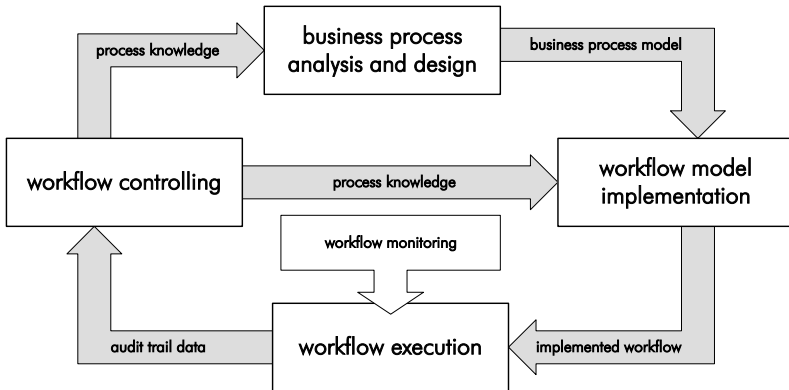 process knowledge
business process
analysis and design
business process model
workflow controlling
process knowledge
workflow model
implementation
workflow monitoring
audit trail data
workflow execution
implemented workflow